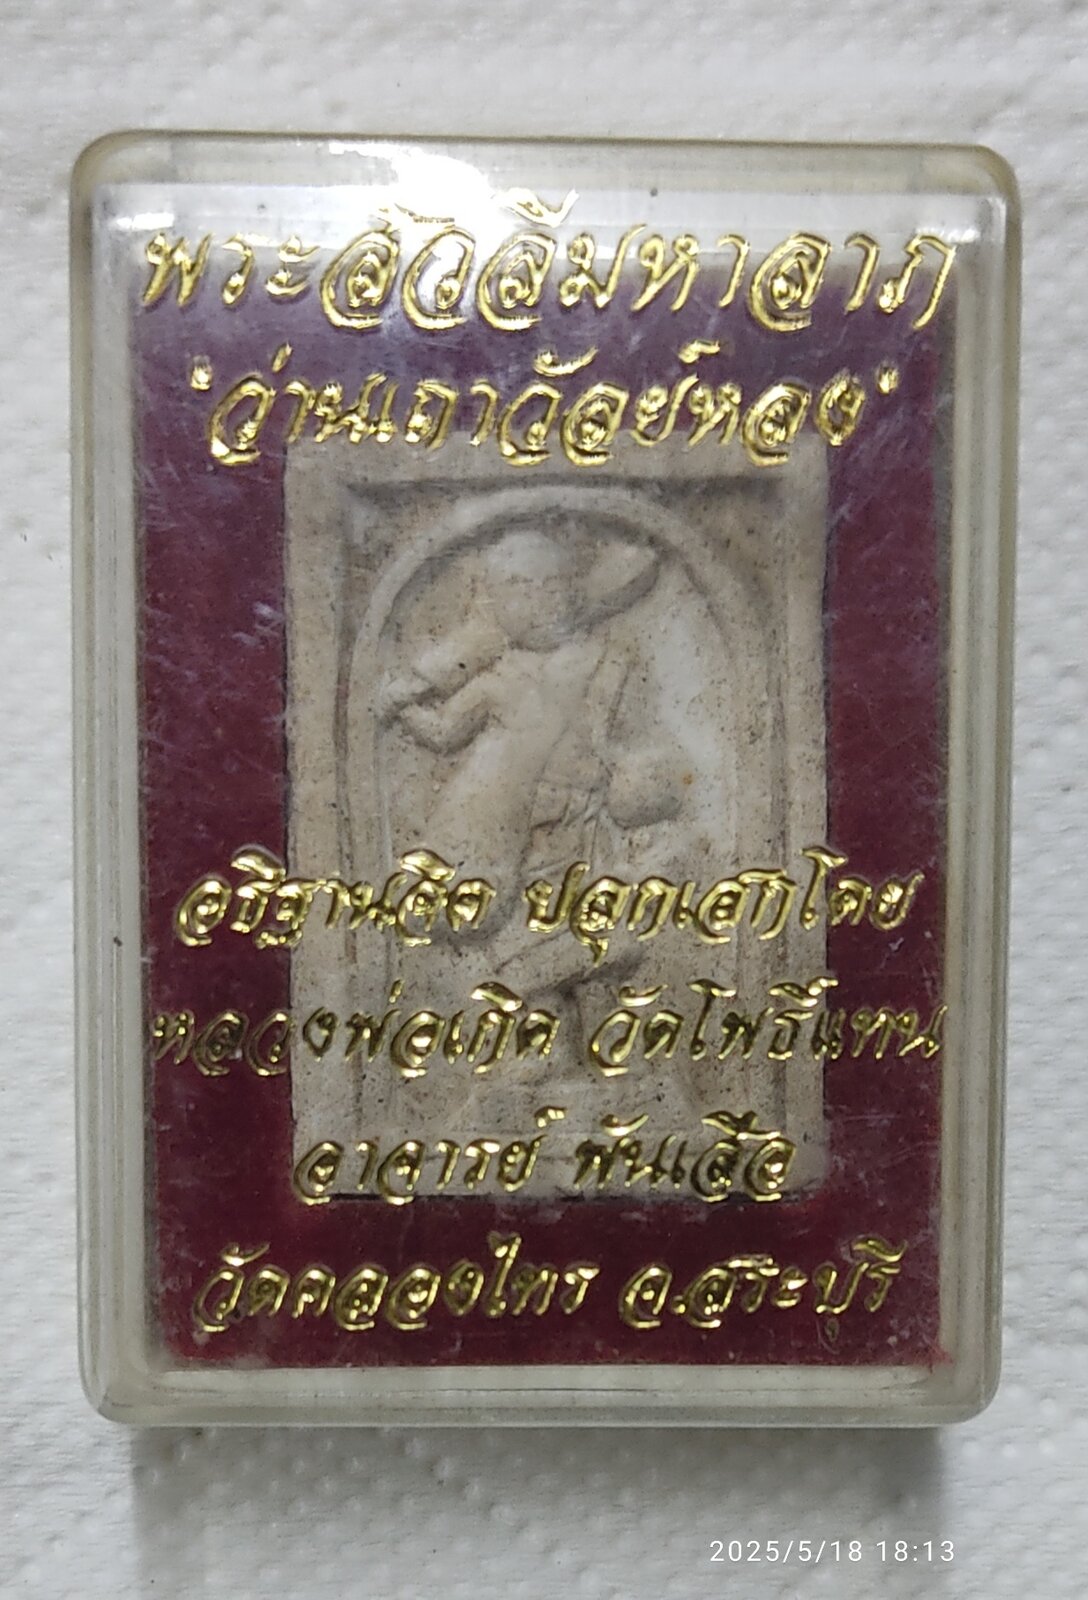 พระสิวลีมหาลาภ
"ว่านเถาวัลย์หลง"
อธิฐานจิต ปลุกเสกโดย
หลวงพ่อเกิด วัดโพธิ์แทน
อาจารย์ พันเสือ
วัดคลองไทร จ.สระบุรี
2025/5/18 18:13